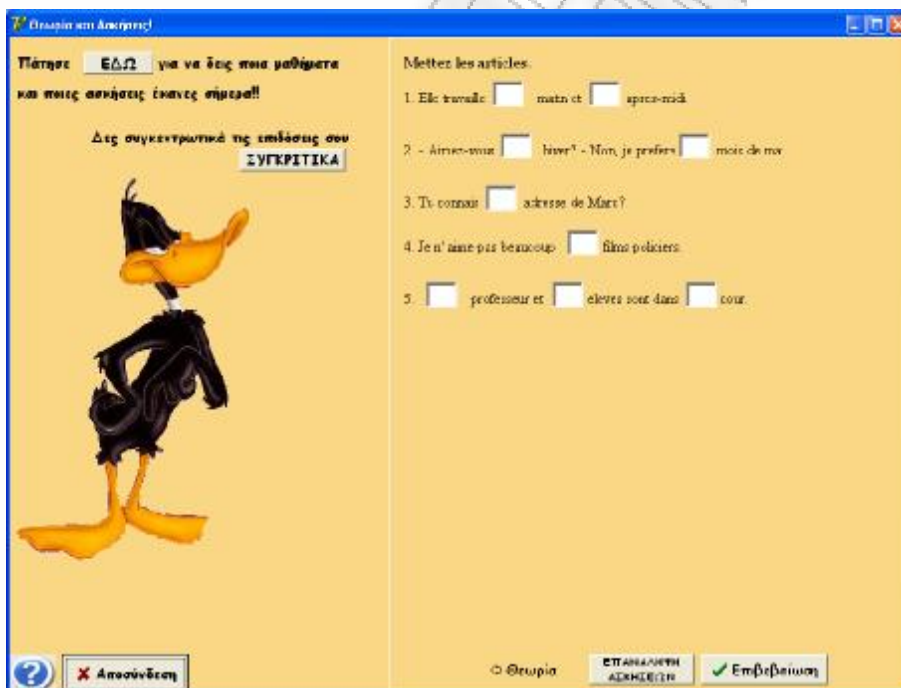 Θεωρία και Ασκήσεις!
Πάτησε ΕΔΩ για να δεις ποια μαθήματα
και ποιες ασκήσεις έκανες σήμερα!!
Δες συγκεντρωτικά τις επιδόσεις σου
ΣΥΓΚΡΙΤΙΚΑ
Αποσύνδεση
Mettez les articles.
1. Elle travaille matin et apres-midi.
2. - Aimez-vous hiver? - Non, je prefere mois de mai
3. Tu connais adresse de Marc?
4. Je n' aime pas beaucoup films policiers.
5. professeur et eleves sont dans cour.
Θεωρία
ΕΠΑΝΑΛΗΨΗ
ΑΣΚΗΣΕΩΝ
Επιβεβαίωση